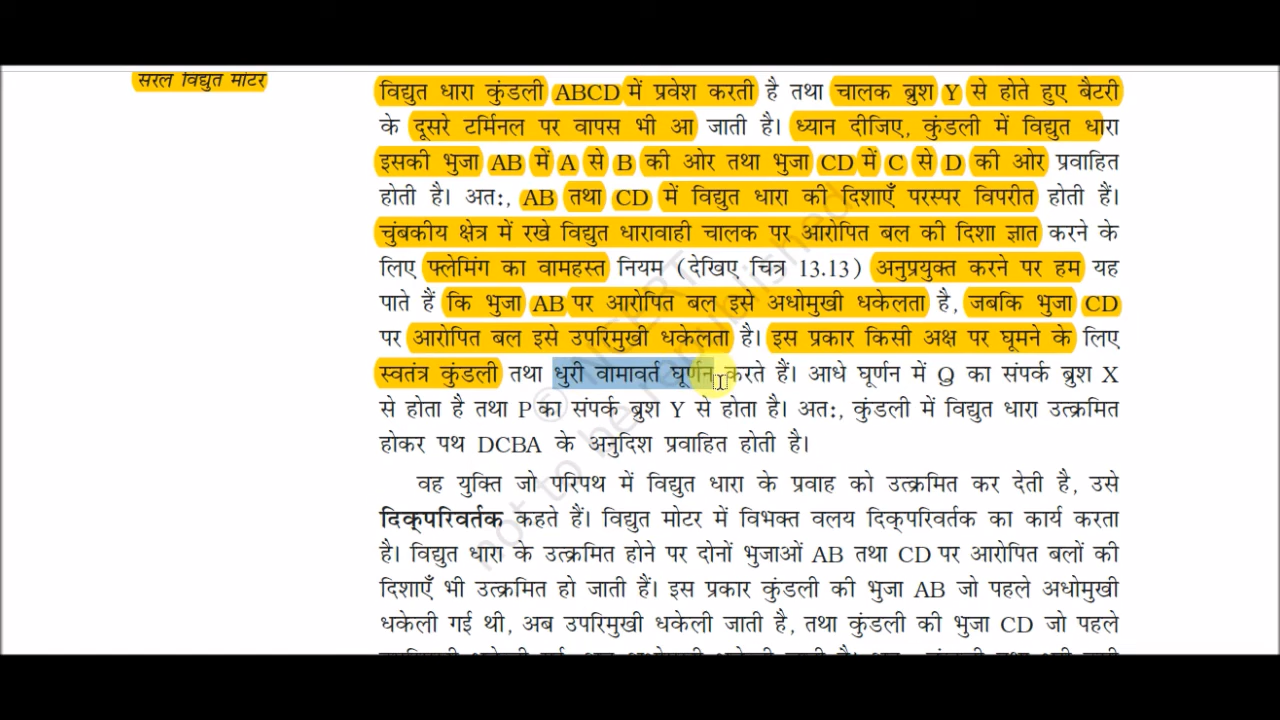 सरल विद्युत मोटर
विद्युत धारा कुंडली ABCD में प्रवेश करती है तथा चालक ब्रुश Y से होते हुए बैटरी
के दूसरे टर्मिनल पर वापस भी आ जाती है। ध्यान दीजिए, कुंडली में विद्युत धारा
इसकी भुजा AB में A से B की ओर तथा भुजा CD में C से D की ओर प्रवाहित
होती है। अत:, AB तथा CD में विद्युत धारा की दिशाएँ परस्पर विपरीत होती हैं।
चुंबकीय क्षेत्र में रखे विद्युत धारावाही चालक पर आरोपित बल की दिशा ज्ञात करने के
लिए फ्लेमिंग का वामहस्त नियम (देखिए चित्र 13.13) अनुप्रयुक्त करने पर हम यह
पाते हैं कि भुजा AB पर आरोपित बल इसे अधोमुखी धकेलता है, जबकि भुजा CD
पर आरोपित बल इसे उपरिमुखी धकेलता है। इस प्रकार किसी अक्ष पर घूमने के लिए
स्वतंत्र कुंडली तथा धुरी वामावर्त घूर्णन करते हैं। आधे घूर्णन में Q का संपर्क ब्रुश X
से होता है तथा P का संपर्क ब्रुश Y से होता है। अत:, कुंडली में विद्युत धारा उत्क्रमित
होकर पथ DCBA के अनुदिश प्रवाहित होती है।
वह युक्ति जो परिपथ में विद्युत धारा के प्रवाह को उत्क्रमित कर देती है, उसे
दिक्परिवर्तक कहते हैं। विद्युत मोटर में विभक्त वलय दिक्परिवर्तक का कार्य करता
है। विद्युत धारा के उत्क्रमित होने पर दोनों भुजाओं AB तथा CD पर आरोपित बलों की
दिशाएँ भी उत्क्रमित हो जाती हैं। इस प्रकार कुंडली की भुजा AB जो पहले अधोमुखी
धकेली गई थी, अब उपरिमुखी धकेली जाती है, तथा कुंडली की भुजा CD जो पहले
© NCERT
not to be republished